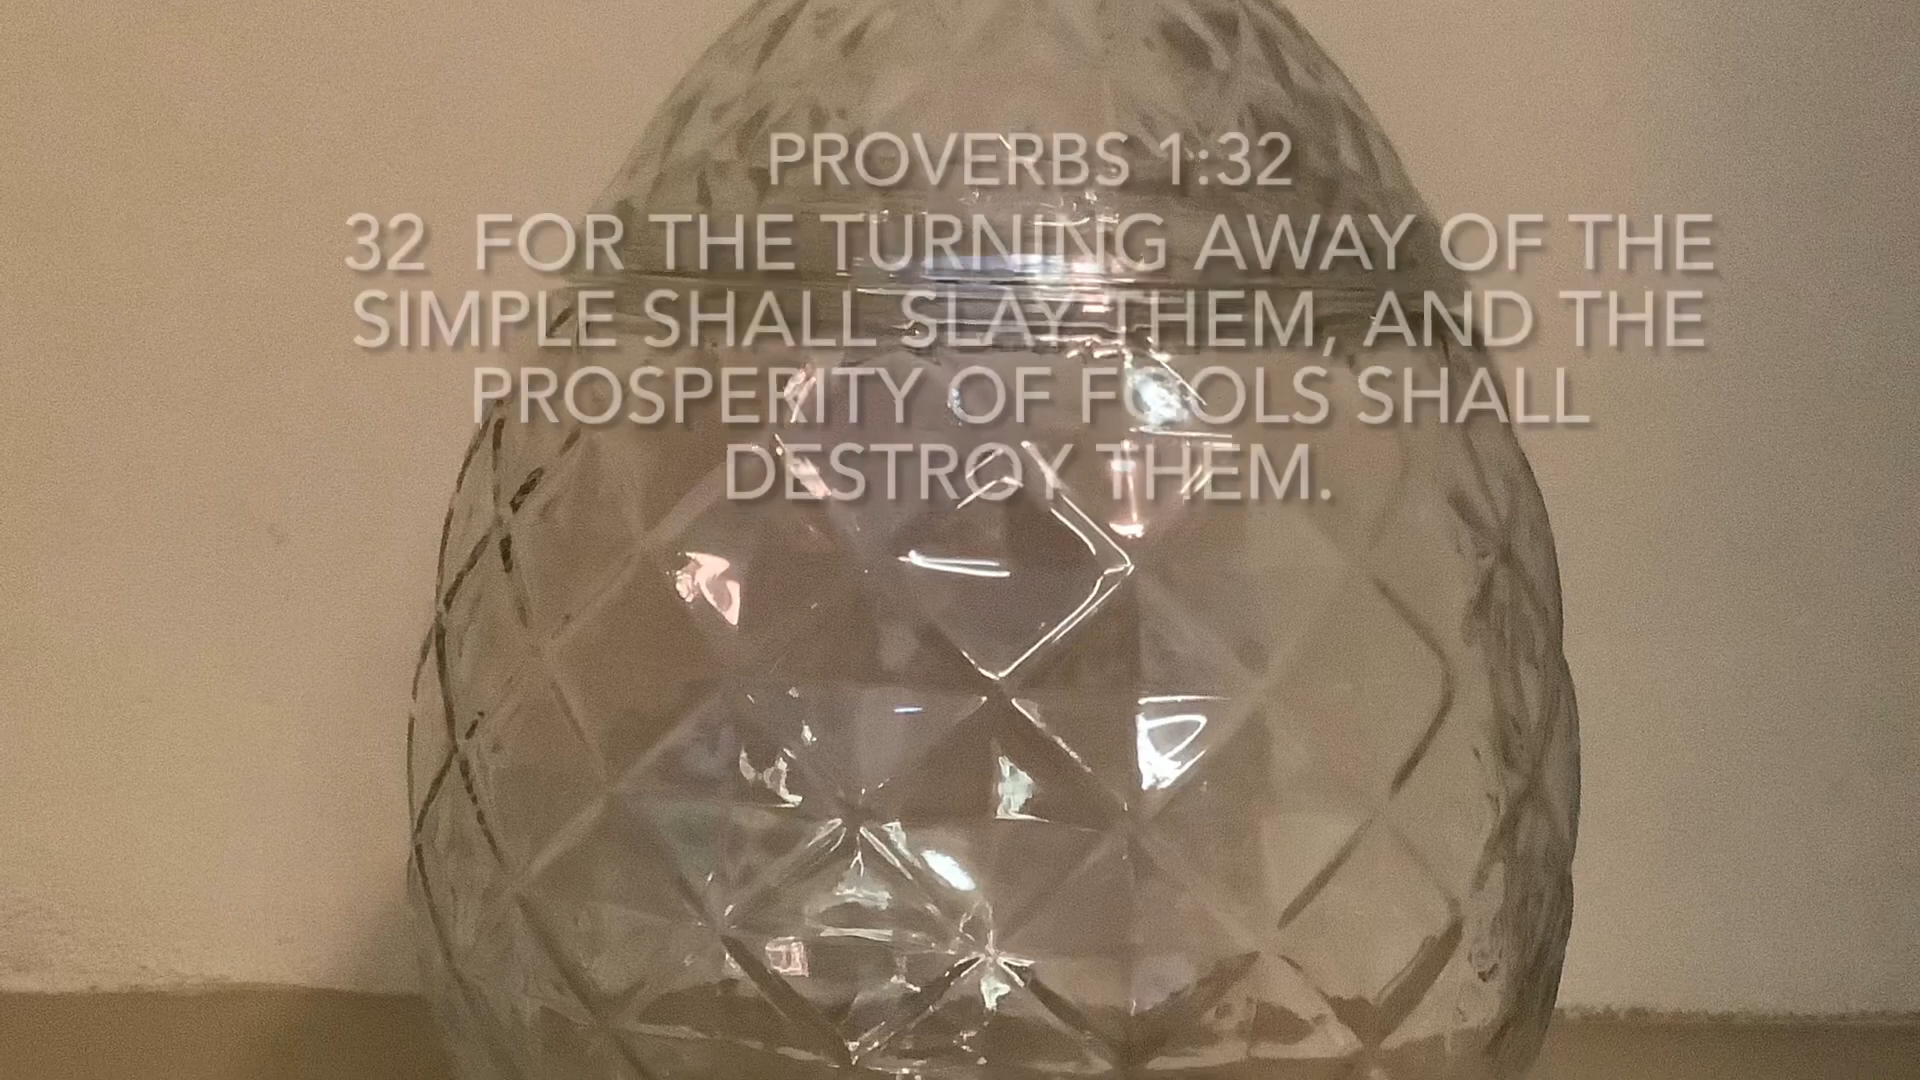 PROVERBS 1:32
32 FOR THE TURNING AWAY OF THE
SIMPLE SHALL SLAY THEM, AND THE
PROSPERITY OF FOOLS SHALL
DESTROY THEM.